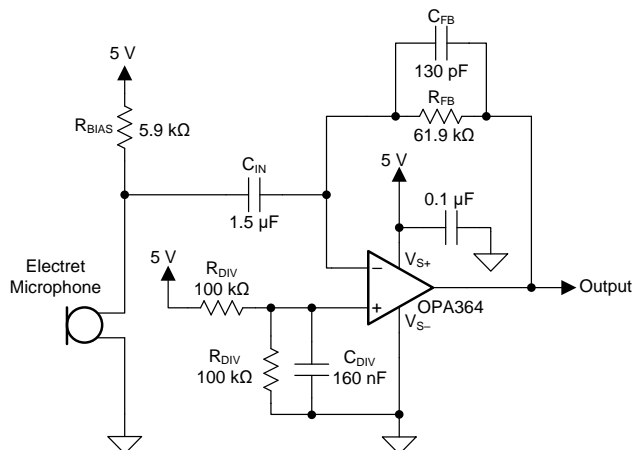 C_FB
130 pF
5 V
R_FB
61.9 kΩ
R_BIAS
5.9 kΩ
C_IN
1.5 µF
5 V
0.1 µF
Electret
Microphone
5 V
R_DIV
100 kΩ
V_S+
−
+
OPA364
V_S–
Output
R_DIV
100 kΩ
C_DIV
160 nF